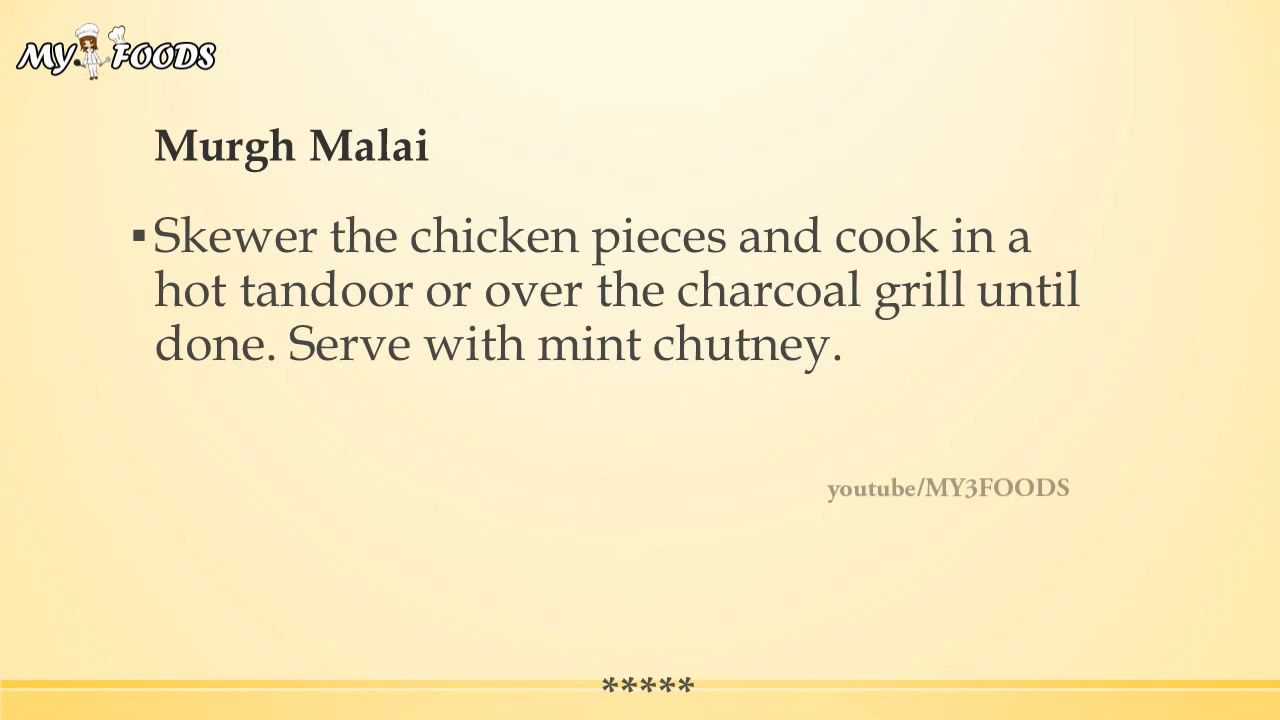 MY FOODS
Murgh Malai
▪ Skewer the chicken pieces and cook in a
hot tandoor or over the charcoal grill until
done. Serve with mint chutney.
youtube/MY3FOODS
*****